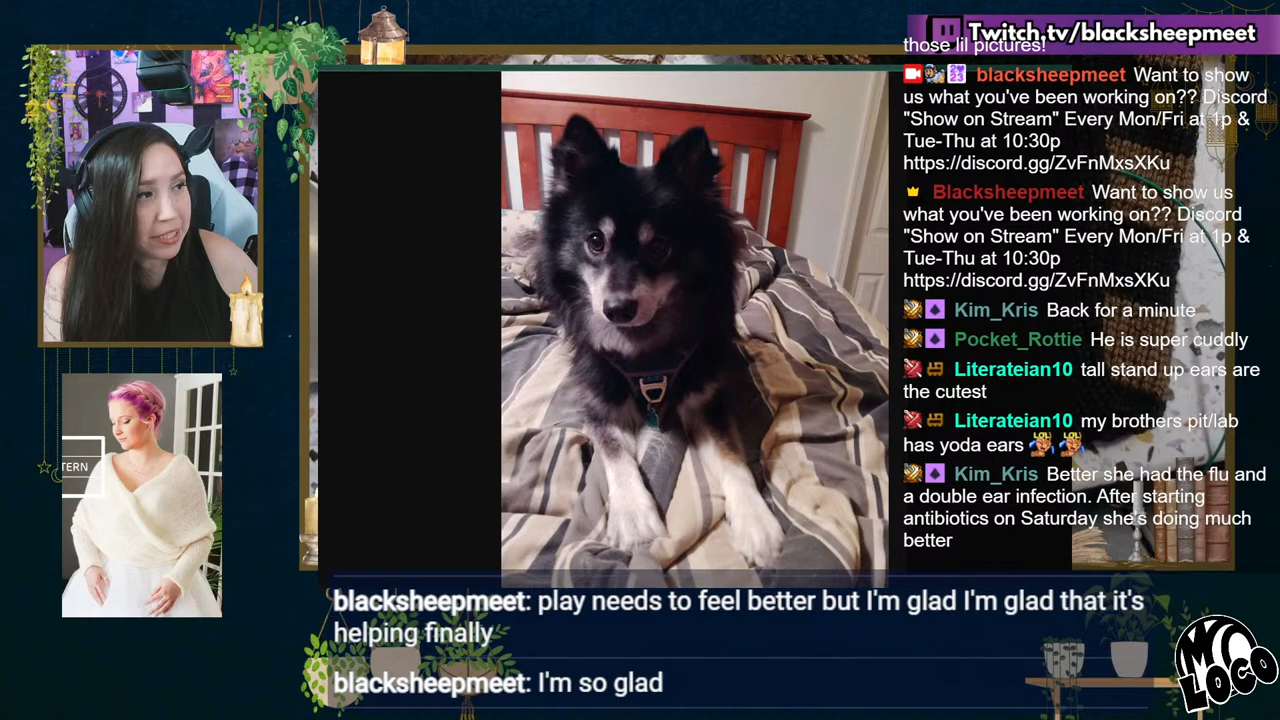 Twitch.tv/blacksheepmeet
those lil pictures!
blacksheepmeet Want to show
us what you've been working on?? Discord
"Show on Stream" Every Mon/Fri at 1p &
Tue-Thu at 10:30p
https://discord.gg/ZvFnMxsXKu
Blacksheepmeet Want to show us
what you've been working on?? Discord
"Show on Stream" Every Mon/Fri at 1p &
Tue-Thu at 10:30p
https://discord.gg/ZvFnMxsXKu
Kim_Kris Back for a minute
Pocket_Rottie He is super cuddly
Literateian10 tall stand up ears are
the cutest
Literateian10 my brothers pit/lab
has yoda ears LOL LOL
Kim_Kris Better she had the flu and
a double ear infection. After starting
antibiotics on Saturday she's doing much
better
TERN
blacksheepmeet: play needs to feel better but I'm glad I'm glad that it's
helping finally
blacksheepmeet: I'm so glad
MC
LOCO